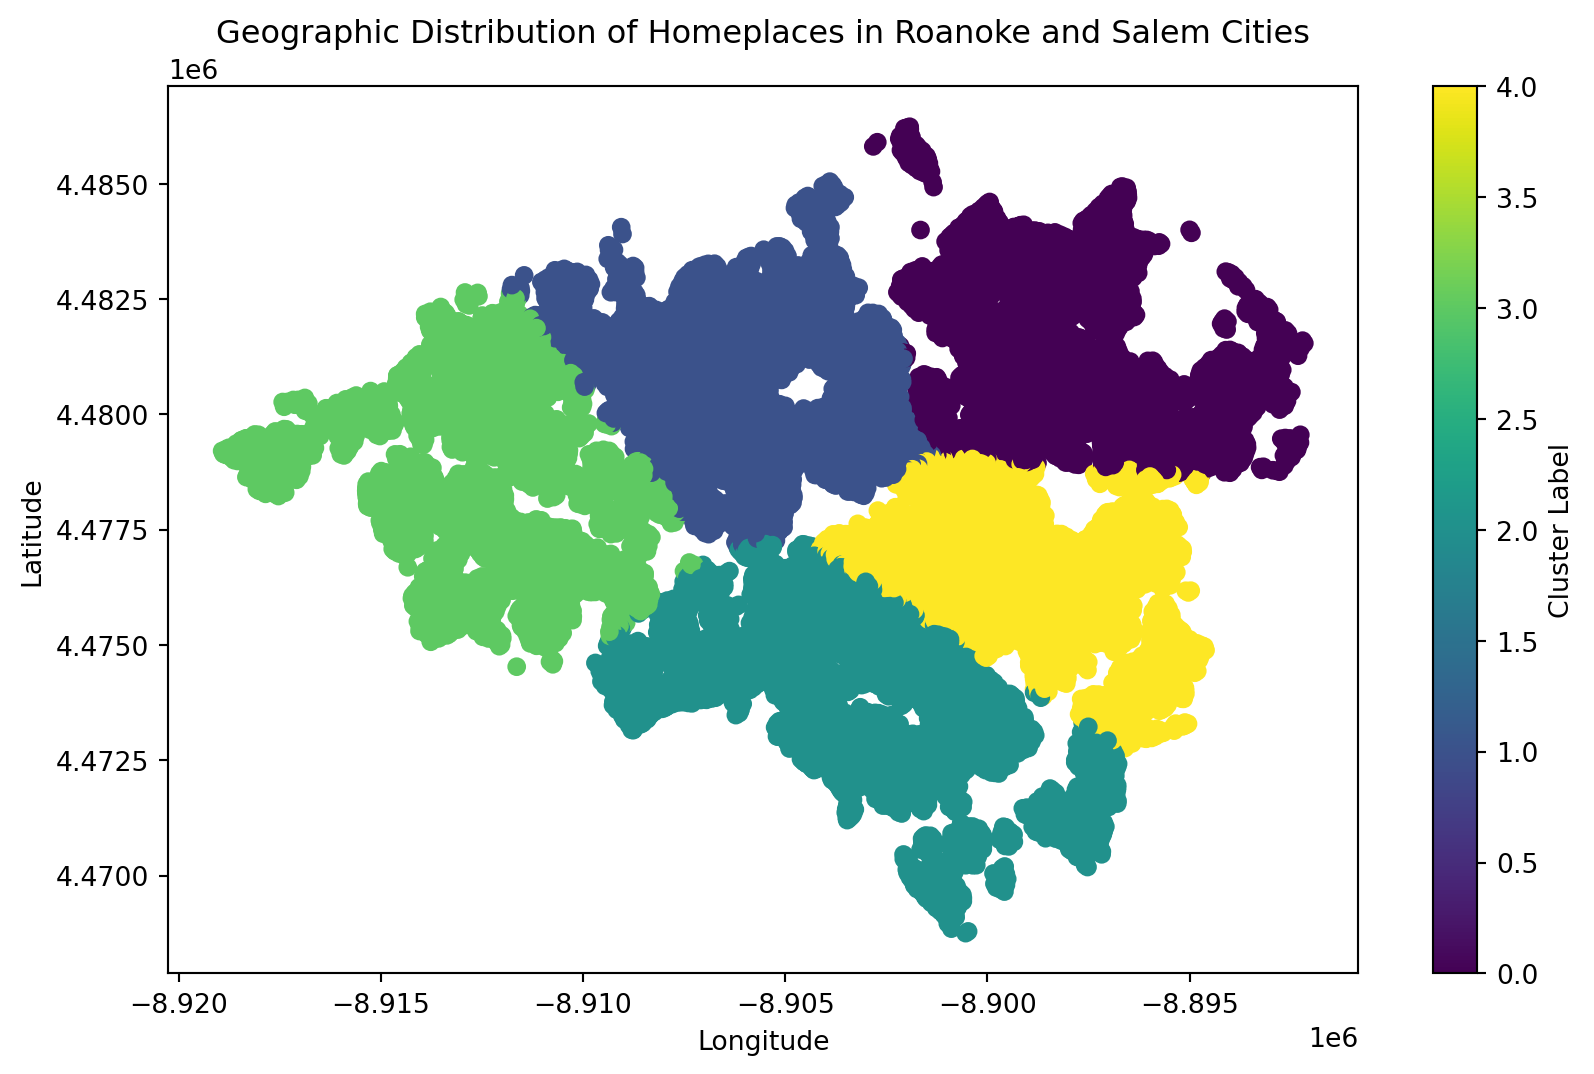 Geographic Distribution of Homeplaces in Roanoke and Salem Cities
1e6
4.4850
4.4825
4.4800
4.4775
4.4750
4.4725
4.4700
Latitude
−8.920 −8.915 −8.910 −8.905 −8.900 −8.895
Longitude
1e6
4.0
3.5
3.0
2.5
2.0
1.5
1.0
0.5
0.0
Cluster Label